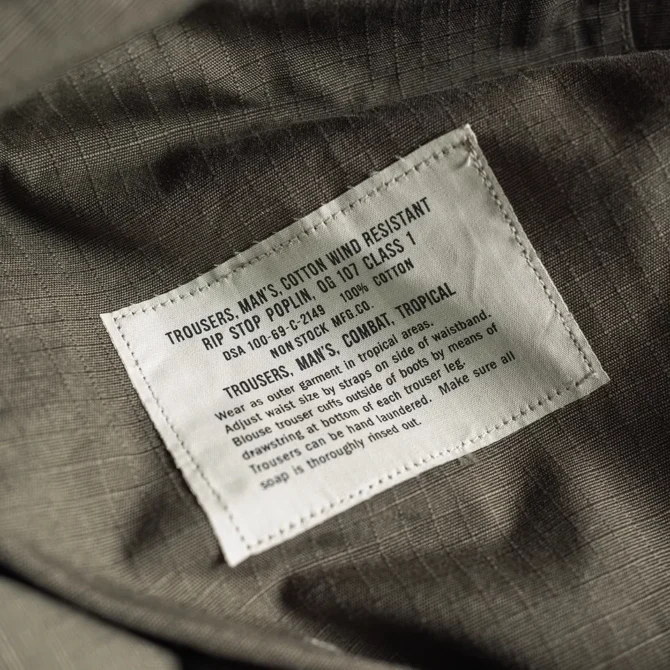 TROUSERS, MAN'S, COTTON WIND RESISTANT
RIP STOP POPLIN, OG 107 CLASS 1
DSA 100-69-C-2149 100% COTTON
NON STOCK MFG.CO.
TROUSERS, MAN'S, COMBAT, TROPICAL
Wear as outer garment in tropical areas.
Adjust waist size by straps on side of waistband.
Blouse trouser cuffs outside of boots by means of
drawstring at bottom of each trouser leg.
Trousers can be hand laundered. Make sure all
soap is thoroughly rinsed out.